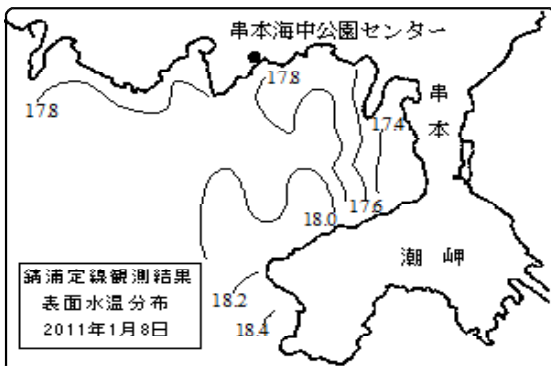 串本海中公園センター
17.8
17.8
17.4
串
本
17.6
18.0
潮 岬
18.2
18.4
錆浦定線観測結果
表面水温分布
2011年1月8日